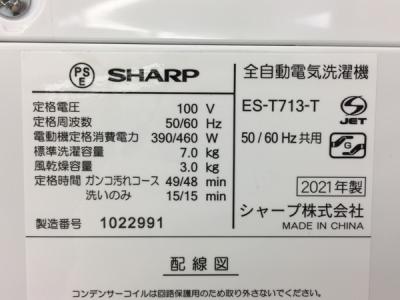 PS
E
SHARP
全自動電気洗濯機
定格電圧 100 V
定格周波数 50/60 Hz
電動機定格消費電力 390/460 W
標準洗濯容量 7.0 kg
風乾燥容量 3.0 kg
定格時間 ガンコ汚れコース 49/48 min
洗いのみ 15/15 min
製造番号 1022991
ES-T713-T
S
JET
50/60 Hz 共用
G
2021年製
シャープ株式会社
MADE IN CHINA
配線図
コンデンサーコイルは回路保護用のため取り外さないでください。